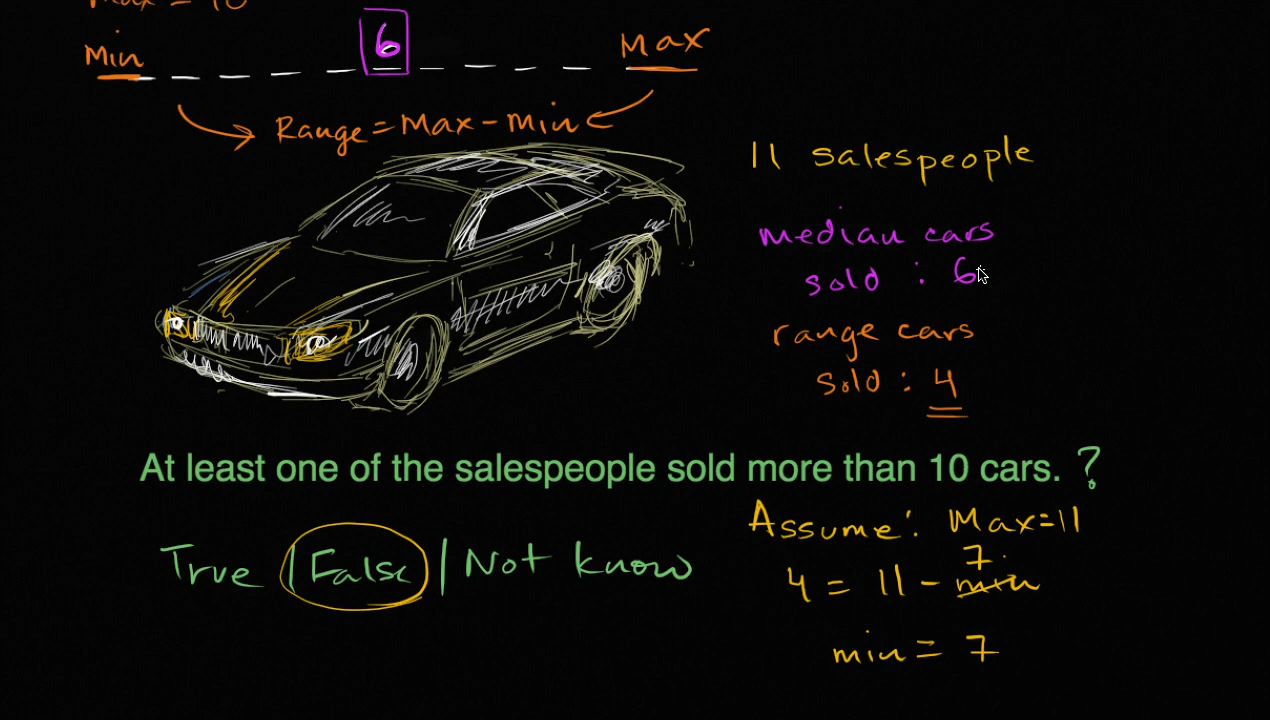 Max = 10
Min 6 Max
Range = Max - Min
11 salespeople
median cars
sold : 6
range cars
sold : 4
At least one of the salespeople sold more than 10 cars. ?
Assume: Max=11
True | False | Not know
7
4 = 11 - min
min = 7